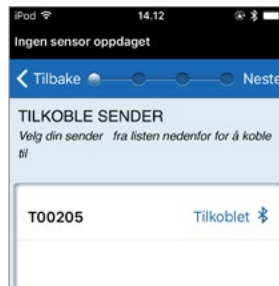 iPod 14.12
Ingen sensor oppdaget
Tilbake Neste
TILKOBLE SENDER
Velg din sender fra listen nedenfor for å koble
til
T00205 Tilkoblet